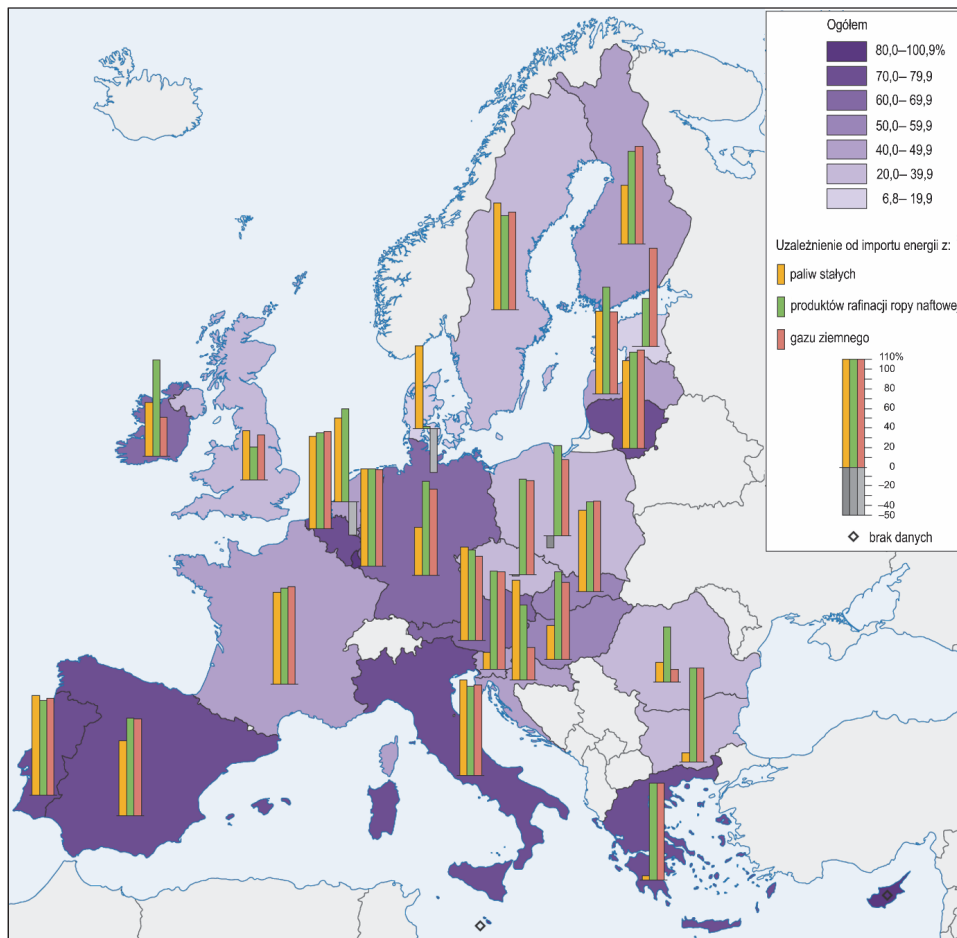 Ogółem
80,0–100,9%
70,0– 79,9
60,0– 69,9
50,0– 59,9
40,0– 49,9
20,0– 39,9
6,8– 19,9
Uzależnienie od importu energii z:
paliw stałych
produktów rafinacji ropy naftowej
gazu ziemnego
110%
100
80
60
40
20
0
–20
–40
–50
brak danych